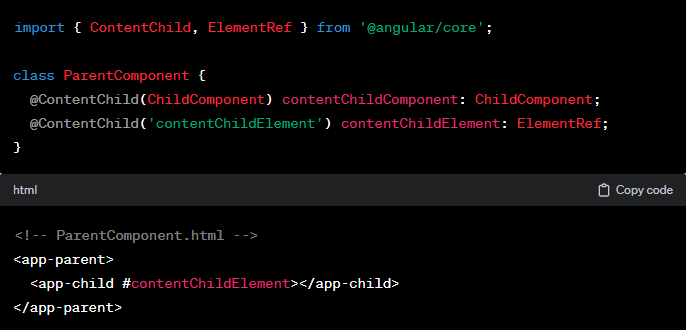 import { ContentChild, ElementRef } from '@angular/core';
class ParentComponent {
@ContentChild(ChildComponent) contentChildComponent: ChildComponent;
@ContentChild('contentChildElement') contentChildElement: ElementRef;
}
html Copy code
<!-- ParentComponent.html -->
<app-parent>
<app-child #contentChildElement></app-child>
</app-parent>